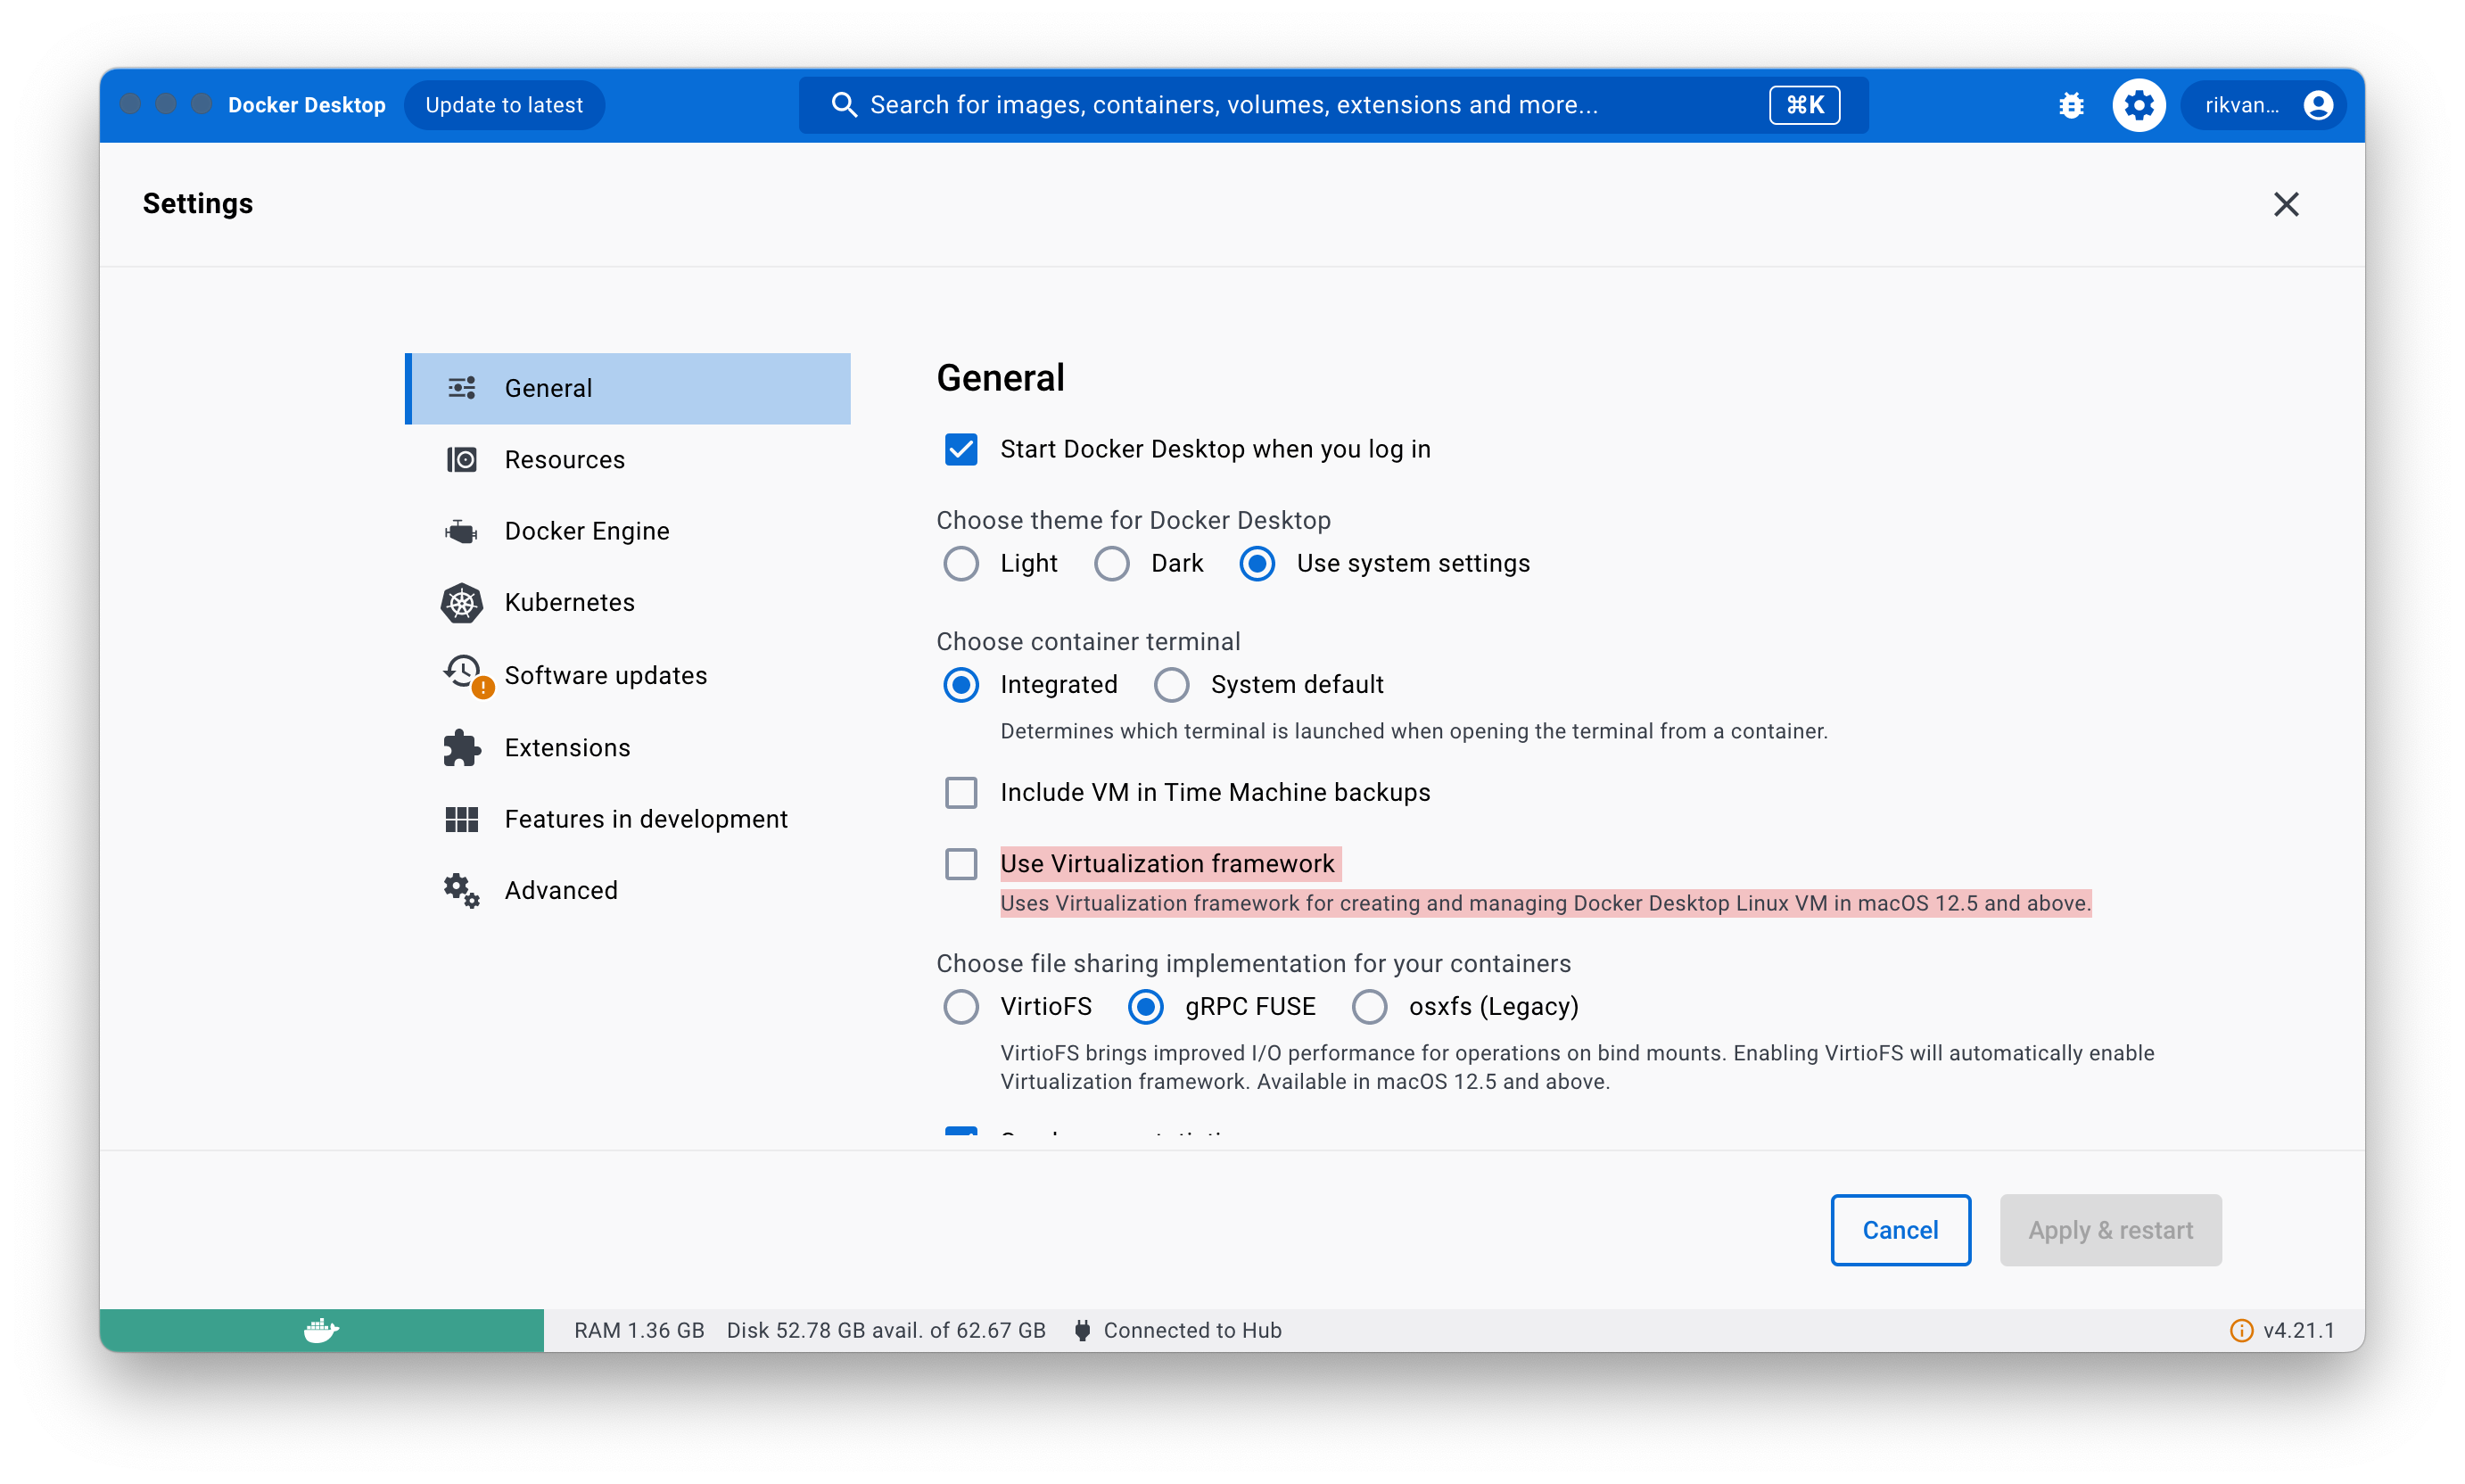 Docker Desktop
Update to latest
Search for images, containers, volumes, extensions and more...
⌘K
rikvan...
Settings
General
Resources
Docker Engine
Kubernetes
Software updates
Extensions
Features in development
Advanced
General
Start Docker Desktop when you log in
Choose theme for Docker Desktop
Light Dark Use system settings
Choose container terminal
Integrated System default
Determines which terminal is launched when opening the terminal from a container.
Include VM in Time Machine backups
Use Virtualization framework
Uses Virtualization framework for creating and managing Docker Desktop Linux VM in macOS 12.5 and above.
Choose file sharing implementation for your containers
VirtioFS gRPC FUSE osxfs (Legacy)
VirtioFS brings improved I/O performance for operations on bind mounts. Enabling VirtioFS will automatically enable
Virtualization framework. Available in macOS 12.5 and above.
Cancel
Apply & restart
RAM 1.36 GB Disk 52.78 GB avail. of 62.67 GB Connected to Hub
v4.21.1